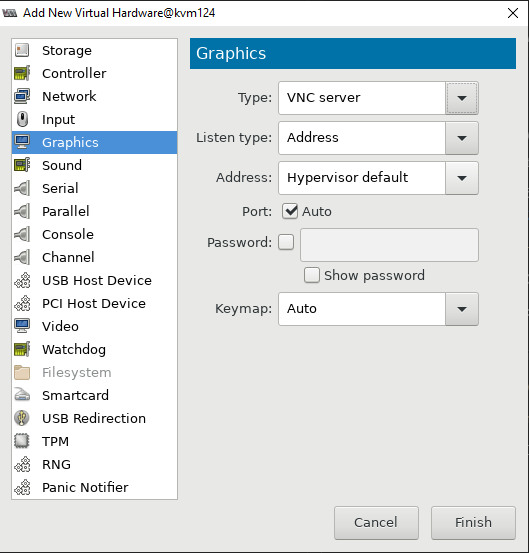 Add New Virtual Hardware@kvm124
Storage
Controller
Network
Input
Graphics
Sound
Serial
Parallel
Console
Channel
USB Host Device
PCI Host Device
Video
Watchdog
Filesystem
Smartcard
USB Redirection
TPM
RNG
Panic Notifier
Graphics
Type: VNC server
Listen type: Address
Address: Hypervisor default
Port: Auto
Password:
Show password
Keymap: Auto
Cancel Finish